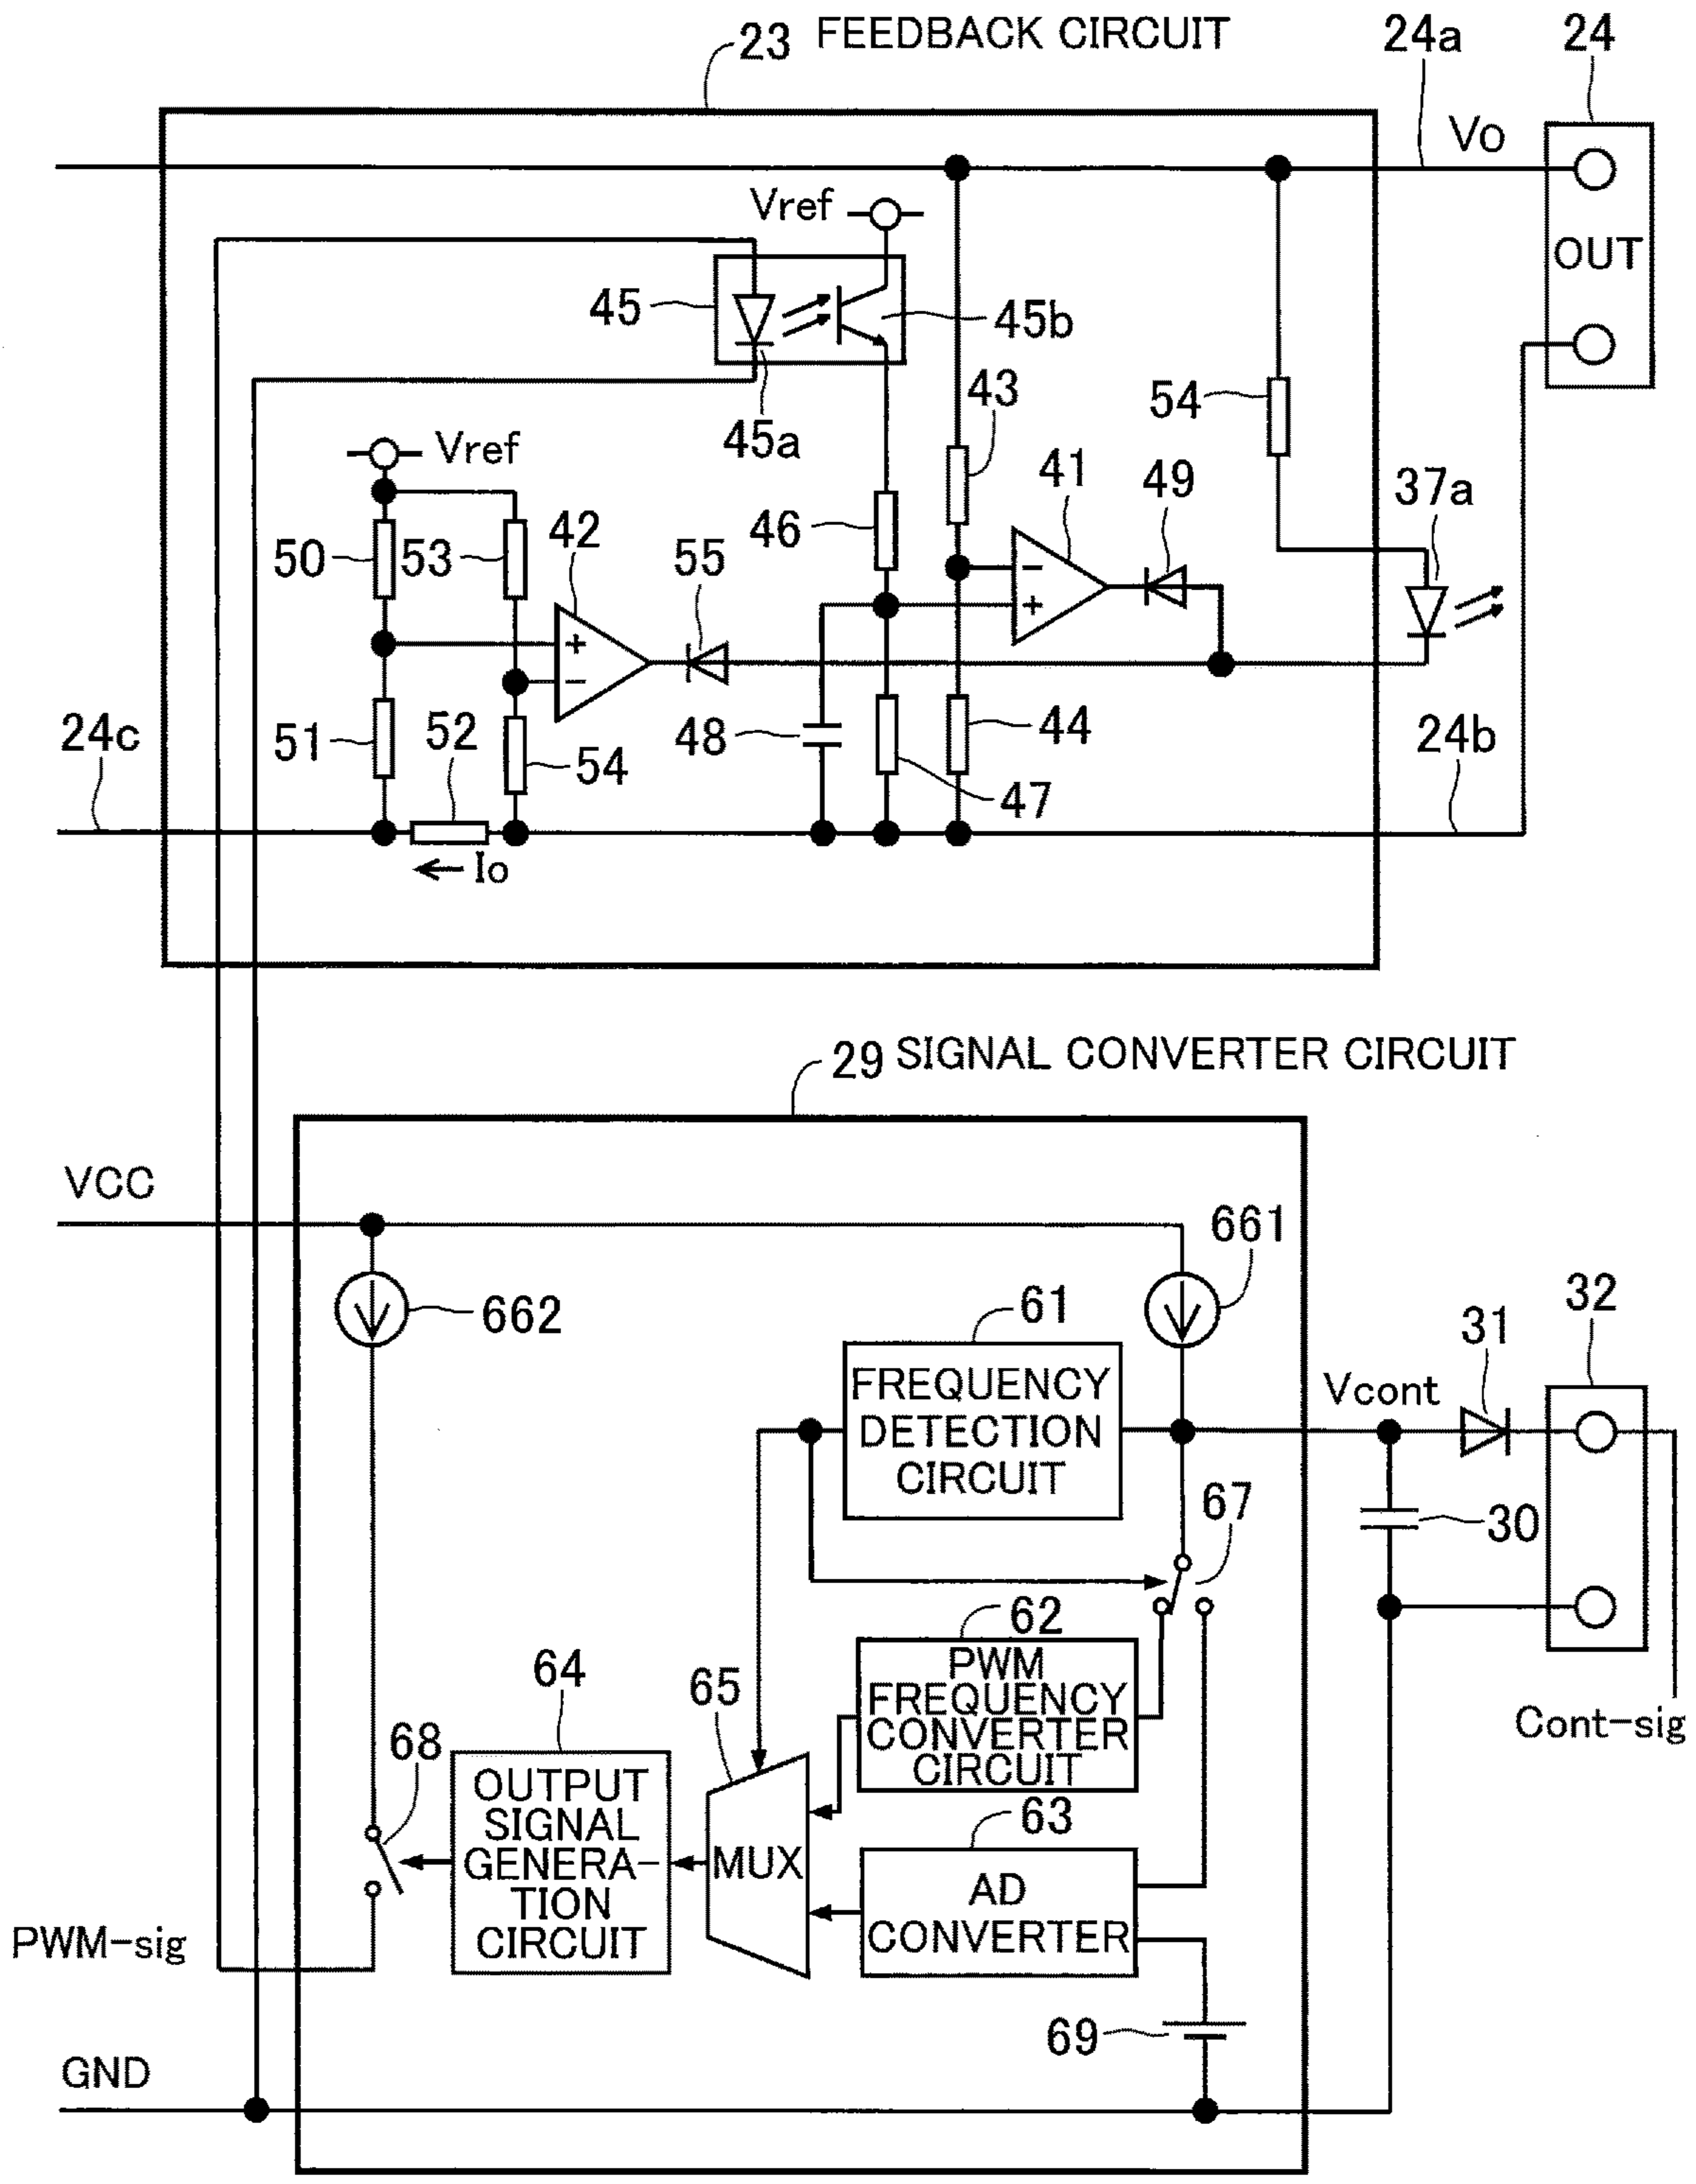 23 FEEDBACK CIRCUIT
24a
24
Vo
Vref
OUT
45
45b
43
54
45a
Vref
41
49
37a
46
42
50
53
55
24c
51
52
48
44
24b
54
47
Io
29 SIGNAL CONVERTER CIRCUIT
VCC
661
662
61
32
31
FREQUENCY
DETECTION
CIRCUIT
Vcont
67
30
62
PWM
FREQUENCY
CONVERTER
CIRCUIT
64
65
Cont-sig
68
OUTPUT
SIGNAL
GENERA-
TION
CIRCUIT
MUX
63
AD
CONVERTER
PWM-sig
69
GND